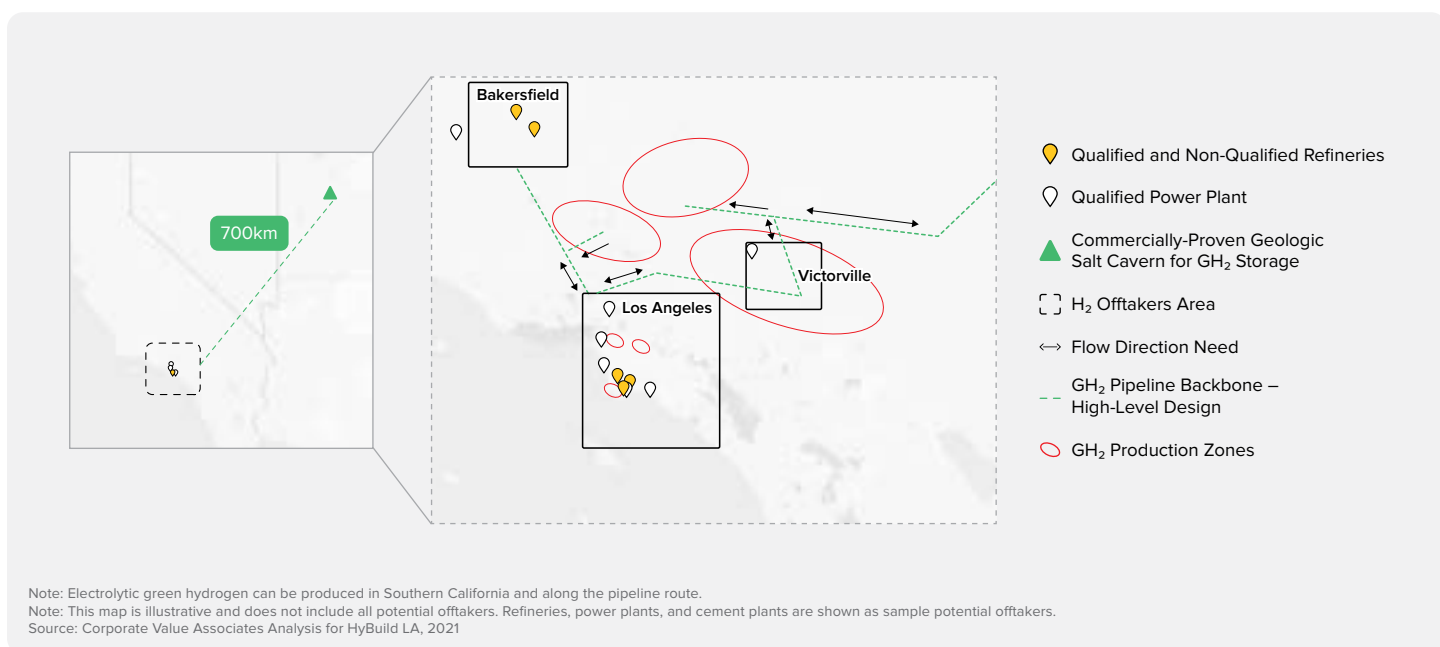 Bakersfield
700km
Victorville
Los Angeles
Qualified and Non-Qualified Refineries
Qualified Power Plant
Commercially-Proven Geologic
Salt Cavern for GH₂ Storage
H₂ Offtakers Area
Flow Direction Need
GH₂ Pipeline Backbone –
High-Level Design
GH₂ Production Zones
Note: Electrolytic green hydrogen can be produced in Southern California and along the pipeline route.
Note: This map is illustrative and does not include all potential offtakers. Refineries, power plants, and cement plants are shown as sample potential offtakers.
Source: Corporate Value Associates Analysis for HyBuild LA, 2021